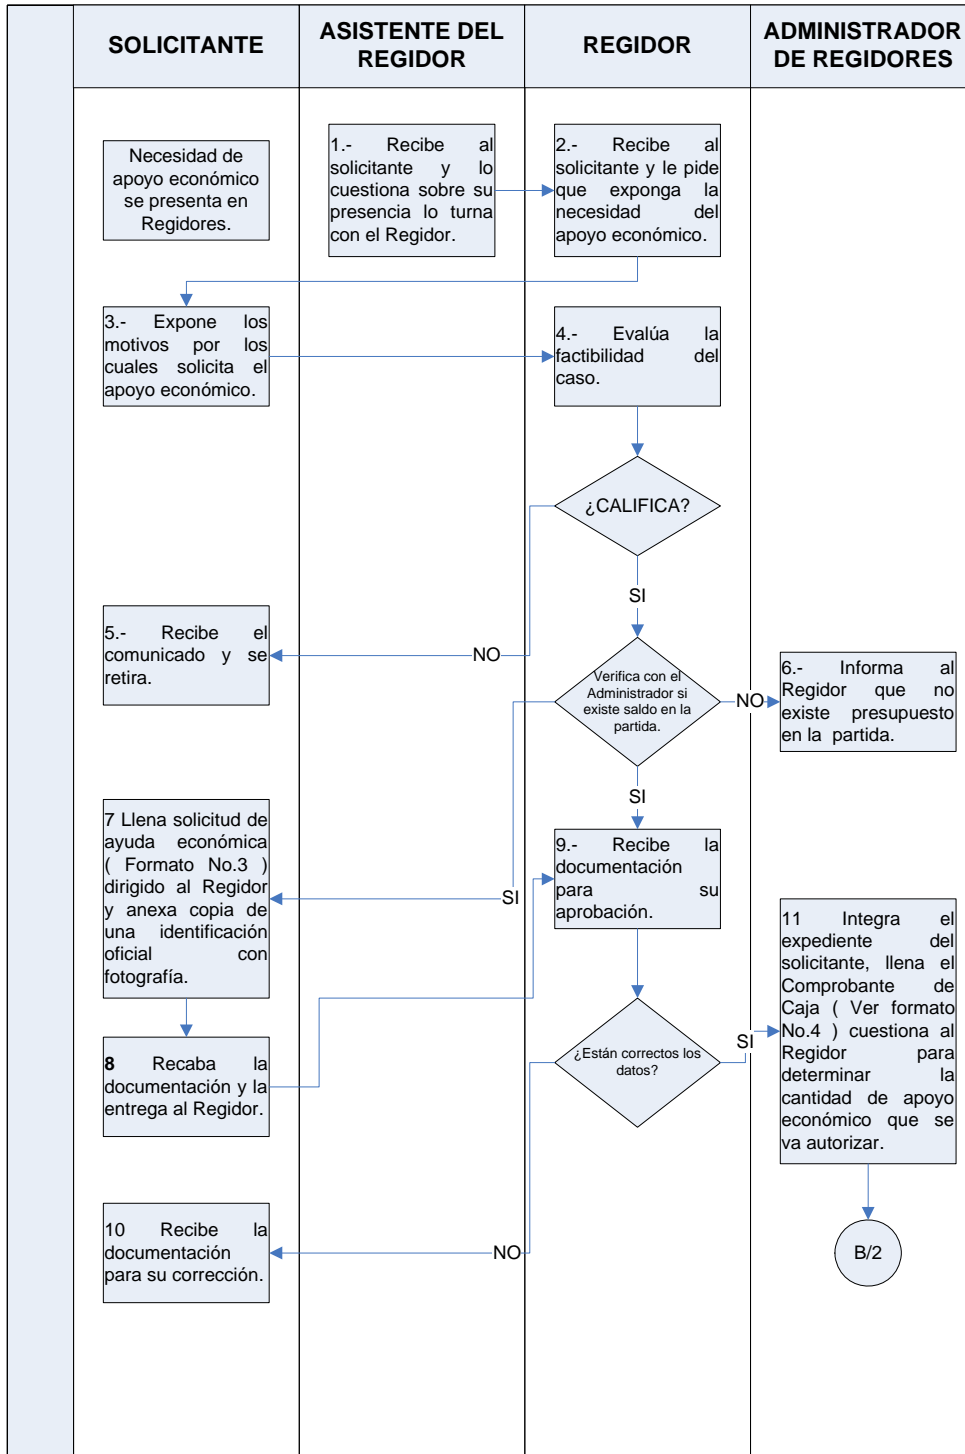 SOLICITANTE
ASISTENTE DEL
REGIDOR
REGIDOR
ADMINISTRADOR
DE REGIDORES
Necesidad de
apoyo económico
se presenta en
Regidores.
1.- Recibe al
solicitante y lo
cuestiona sobre su
presencia lo turna
con el Regidor.
2.- Recibe al
solicitante y le pide
que exponga la
necesidad del
apoyo económico.
3.- Expone los
motivos por los
cuales solicita el
apoyo económico.
4.- Evalúa la
factibilidad del
caso.
¿CALIFICA?
SI
5.- Recibe el
comunicado y se
retira.
NO
Verifica con el
Administrador si
existe saldo en la
partida.
NO
6.- Informa al
Regidor que no
existe presupuesto
en la partida.
SI
7 Llena solicitud de
ayuda económica
( Formato No.3 )
dirigido al Regidor
y anexa copia de
una identificación
oficial con
fotografía.
SI
9.- Recibe la
documentación
para su
aprobación.
8 Recaba la
documentación y la
entrega al Regidor.
¿Están correctos los
datos?
SI
11 Integra el
expediente del
solicitante, llena el
Comprobante de
Caja ( Ver formato
No.4 ) cuestiona al
Regidor para
determinar la
cantidad de apoyo
económico que se
va autorizar.
10 Recibe la
documentación
para su corrección.
NO
B/2